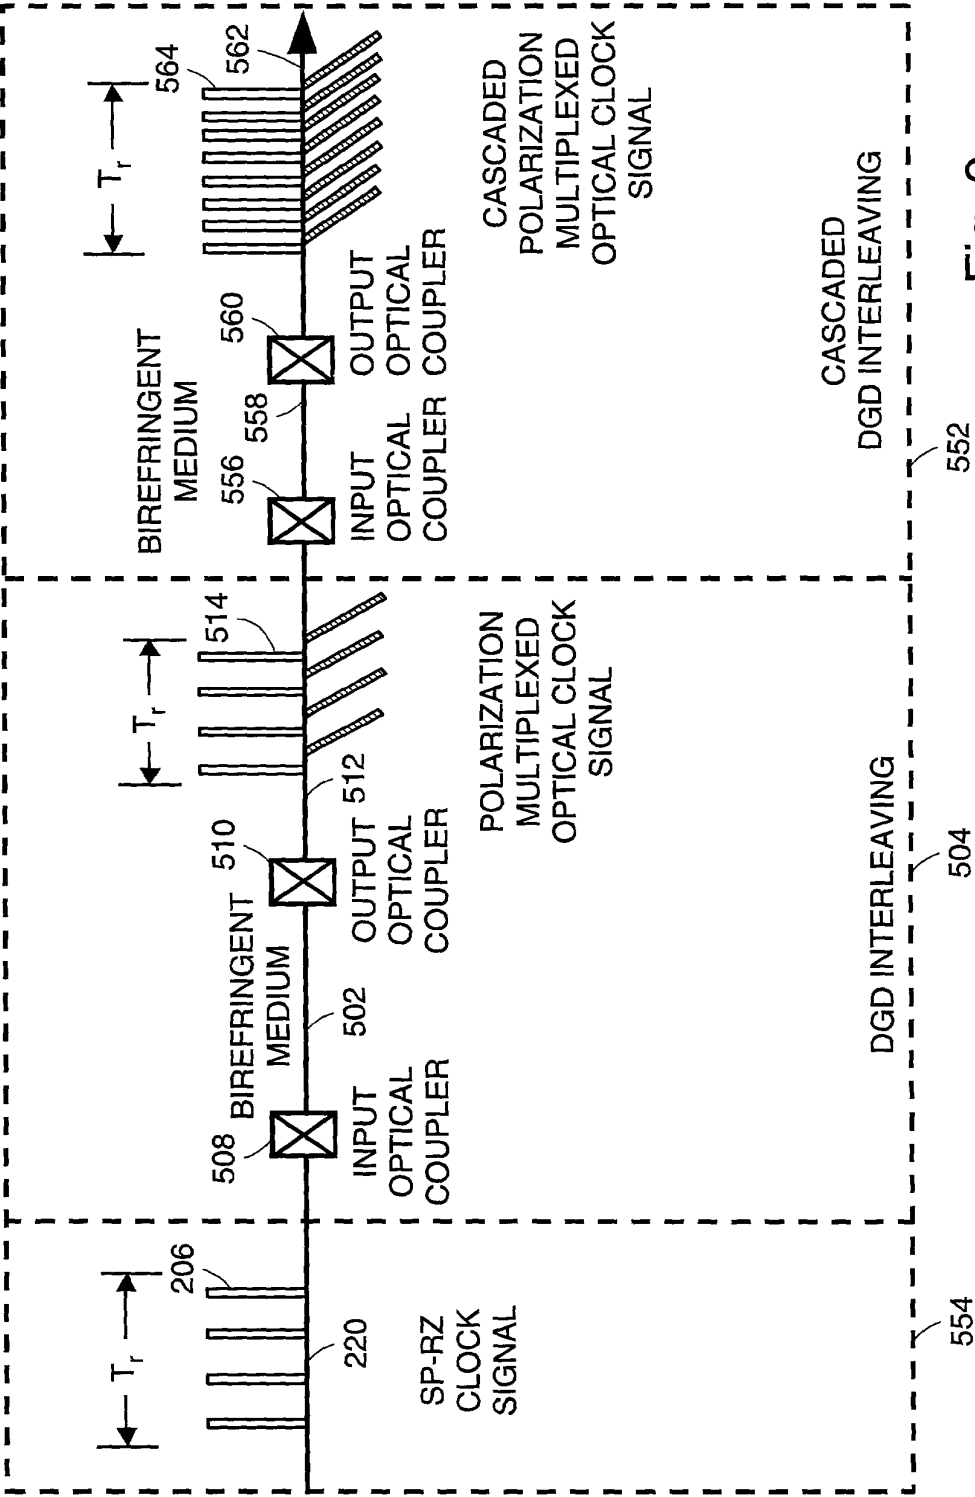 T_r
206
220
SP-RZ
CLOCK
SIGNAL
554
508
INPUT
OPTICAL
COUPLER
BIREFRINGENT
MEDIUM
502
510
OUTPUT
OPTICAL
COUPLER
512
T_r
514
POLARIZATION
MULTIPLEXED
OPTICAL CLOCK
SIGNAL
DGD INTERLEAVING
504
BIREFRINGENT
MEDIUM
556
INPUT
OPTICAL
COUPLER
558
560
OUTPUT
OPTICAL
COUPLER
T_r
564
562
CASCADED
POLARIZATION
MULTIPLEXED
OPTICAL CLOCK
SIGNAL
CASCADED
DGD INTERLEAVING
552